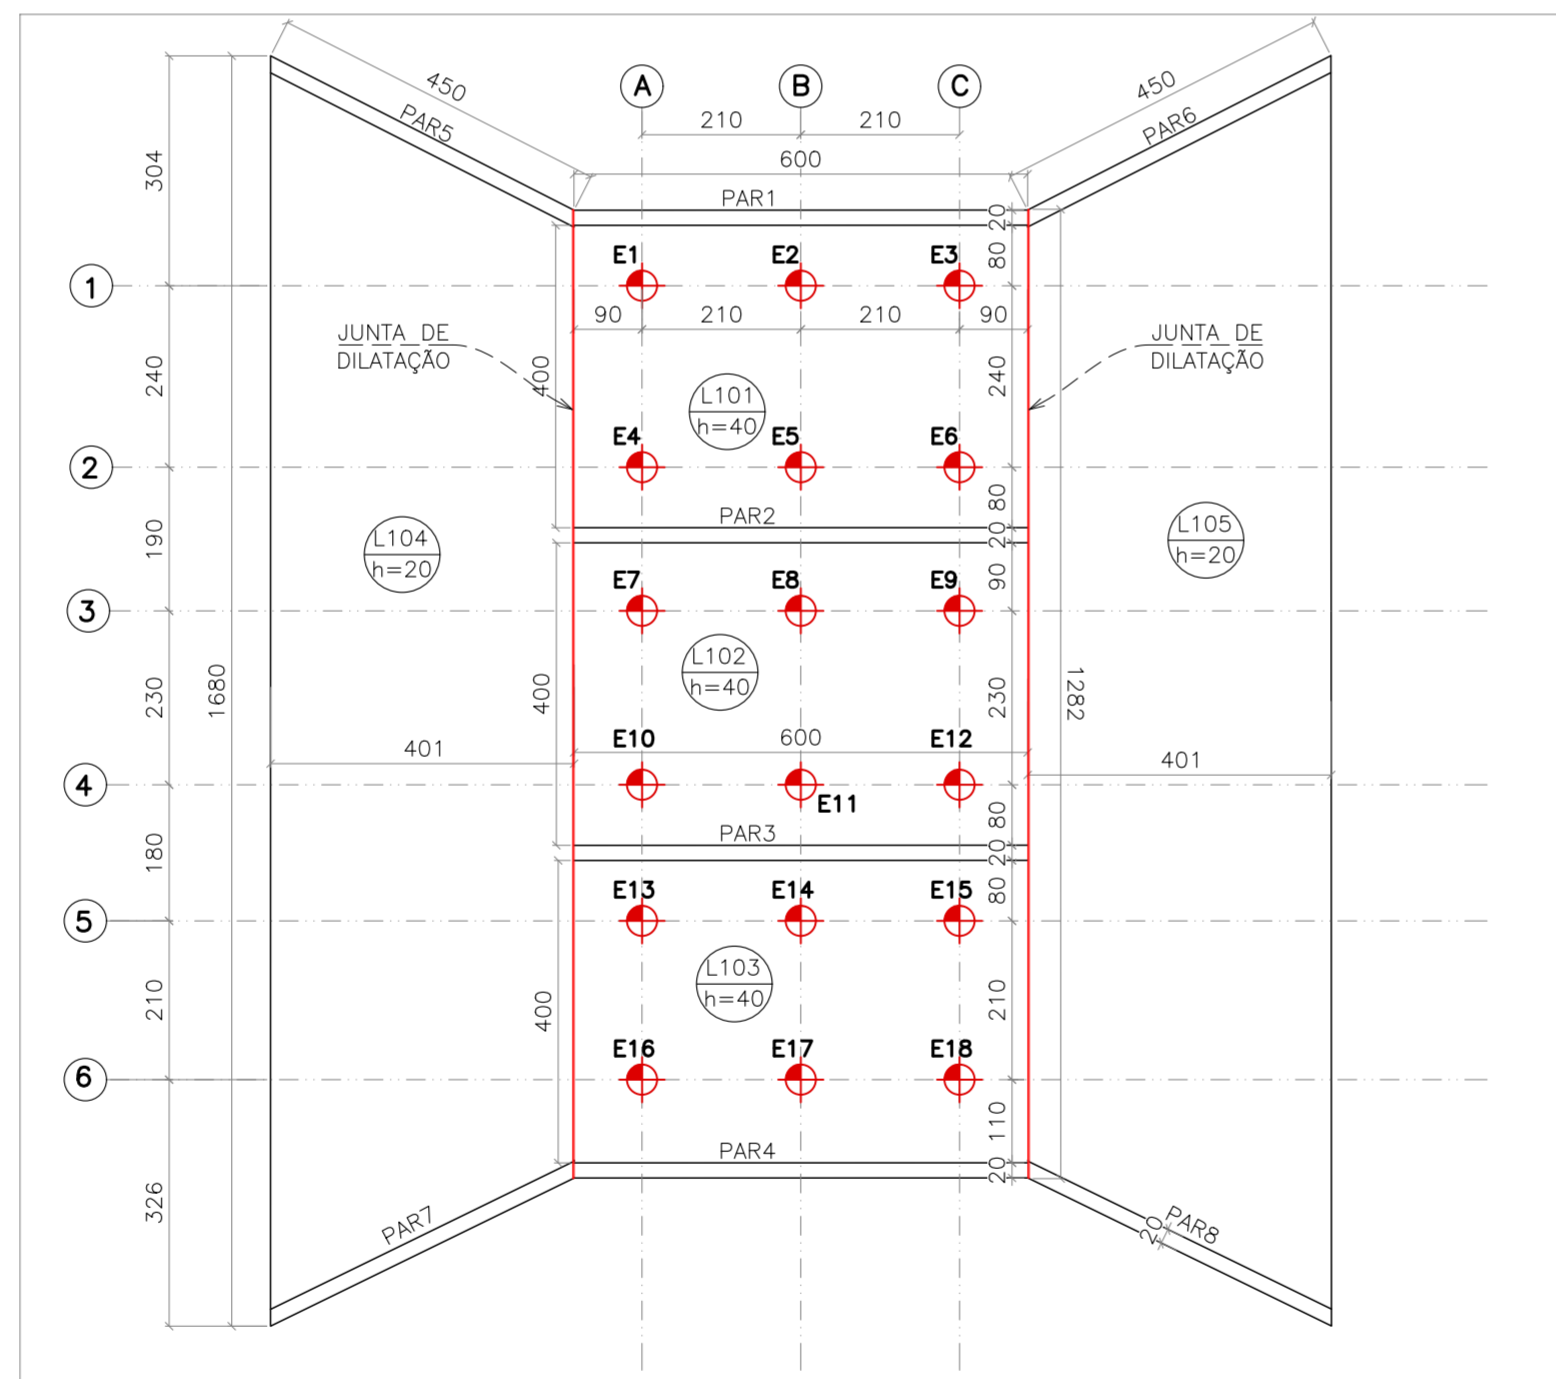 450
PAR5
A
B
C
450
PAR6
210
210
600
304
PAR1
20
20
80
E1
E2
E3
1
90
210
210
90
JUNTA DE
DILATAÇÃO
JUNTA DE
DILATAÇÃO
240
400
240
L101
h=40
E4
E5
E6
2
80
PAR2
20
190
L104
h=20
L105
h=20
90
E7
E8
E9
3
L102
h=40
230
1680
400
230
1282
E10
600
E12
401
401
4
E11
80
PAR3
20
180
80
E13
E14
E15
5
L103
h=40
210
400
210
E16
E17
E18
6
110
PAR4
20
326
PAR7
20
PAR8